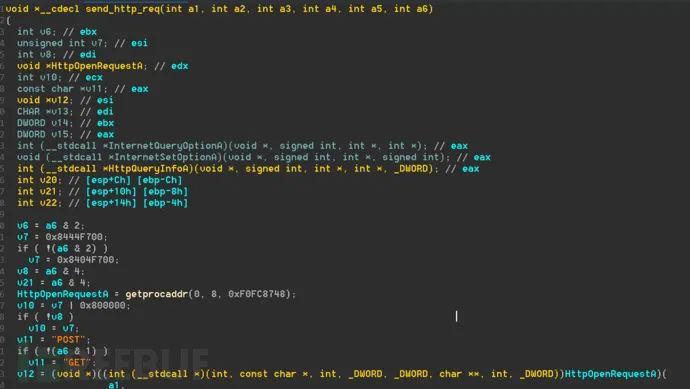 void *__cdecl send_http_req(int a1, int a2, int a3, int a4, int a5, int a6)
{
int v6; // ebx
unsigned int v7; // esi
int v8; // edi
void *HttpOpenRequestA; // edx
int v10; // ecx
const char *v11; // eax
void *v12; // esi
CHAR *v13; // edi
DWORD v14; // ebx
DWORD v15; // eax
int (__stdcall *InternetQueryOptionA)(void *, signed int, int *, int *); // eax
void (__stdcall *InternetSetOptionA)(void *, signed int, int *, signed int); // eax
int (__stdcall *HttpQueryInfoA)(void *, signed int, int *, int *, _DWORD); // eax
int v20; // [esp+Ch] [ebp-Ch]
int v21; // [esp+10h] [ebp-8h]
int v22; // [esp+14h] [ebp-4h]
v6 = a6 & 2;
v7 = 0x8444F700;
if ( !(a6 & 2) )
v7 = 0x8404F700;
v8 = a6 & 4;
v21 = a6 & 4;
HttpOpenRequestA = getprocaddr(0, 8, 0xF0FC8748);
v10 = v7 | 0x800000;
if ( !v8 )
v10 = v7;
v11 = "POST";
if ( !(a6 & 1) )
v11 = "GET";
v12 = (void *)((int (__stdcall *)(int, const char *, int, _DWORD, _DWORD, char **, int, _DWORD))HttpOpenRequestA)(
a1,